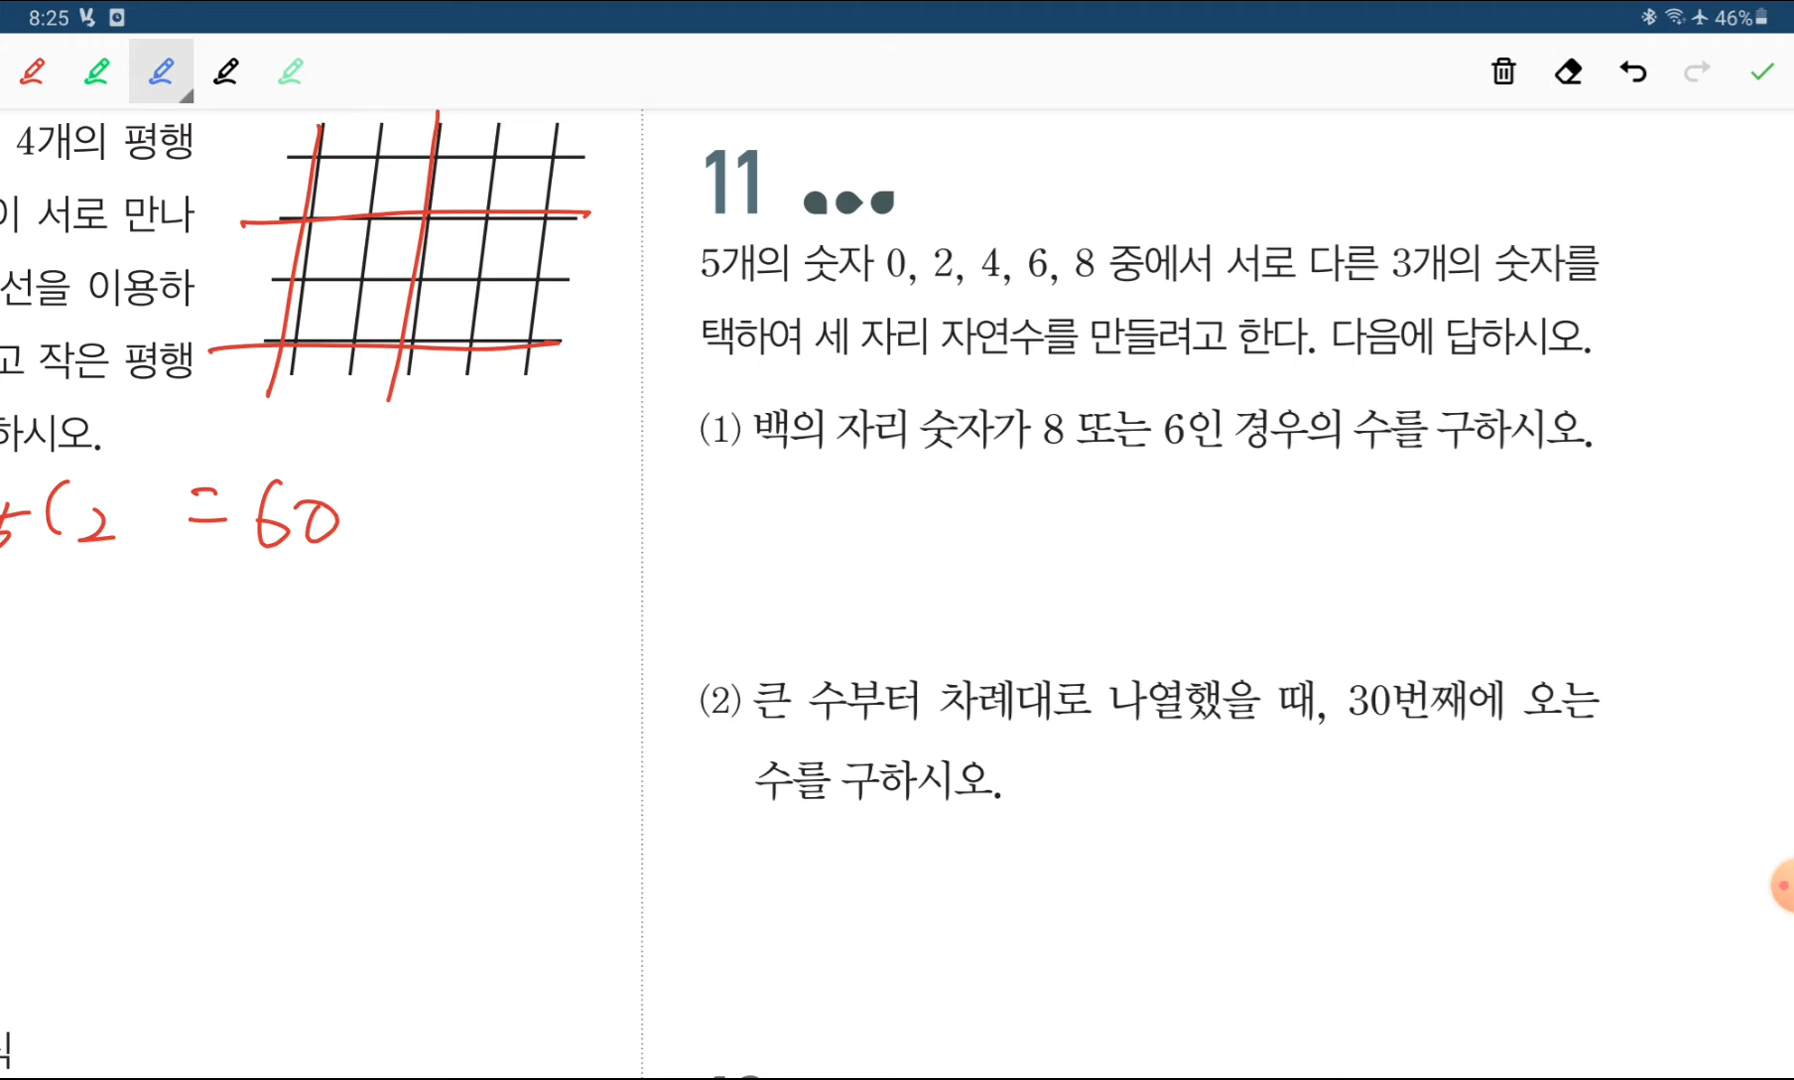 8:25
46%
4개의 평행
이 서로 만나
선을 이용하
고 작은 평행
하시오.
5C2 = 60
11
5개의 숫자 0, 2, 4, 6, 8 중에서 서로 다른 3개의 숫자를
택하여 세 자리 자연수를 만들려고 한다. 다음에 답하시오.
(1) 백의 자리 숫자가 8 또는 6인 경우의 수를 구하시오.
(2) 큰 수부터 차례대로 나열했을 때, 30번째에 오는
수를 구하시오.